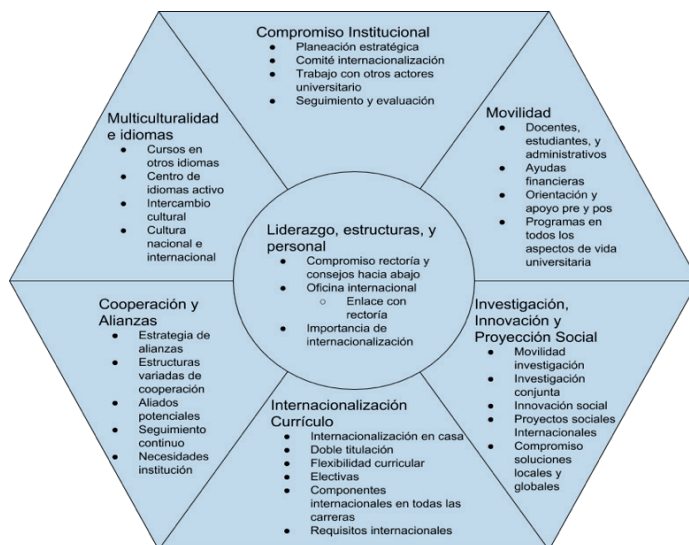 Compromiso Institucional
● Planeación estratégica
● Comité internacionalización
● Trabajo con otros actores
universitario
● Seguimiento y evaluación
Multiculturalidad
e idiomas
● Cursos en
otros idiomas
● Centro de
idiomas activo
● Intercambio
cultural
● Cultura
nacional e
internacional
Movilidad
● Docentes,
estudiantes, y
administrativos
● Ayudas
financieras
● Orientación y
apoyo pre y pos
● Programas en
todos los
aspectos de vida
universitaria
Liderazgo, estructuras, y
personal
● Compromiso rectoría y
consejos hacia abajo
● Oficina internacional
○ Enlace con
rectoría
● Importancia de
internacionalización
Cooperación y
Alianzas
● Estrategia de
alianzas
● Estructuras
variadas de
cooperación
● Aliados
potenciales
● Seguimiento
continuo
● Necesidades
institución
Internacionalización
Currículo
● Internacionalización en casa
● Doble titulación
● Flexibilidad curricular
● Electivas
● Componentes
internacionales en todas las
carreras
● Requisitos internacionales
Investigación,
Innovación y
Proyección Social
● Movilidad
investigación
● Investigación
conjunta
● Innovación social
● Proyectos sociales
Internacionales
● Compromiso
soluciones
locales y
globales